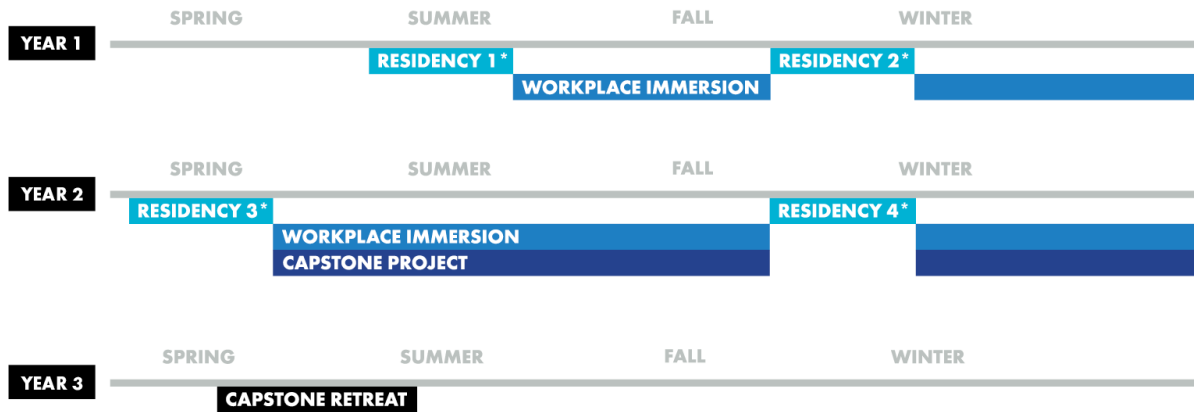 SPRING SUMMER FALL WINTER
YEAR 1
RESIDENCY 1* RESIDENCY 2*
WORKPLACE IMMERSION
SPRING SUMMER FALL WINTER
YEAR 2
RESIDENCY 3* RESIDENCY 4*
WORKPLACE IMMERSION
CAPSTONE PROJECT
SPRING SUMMER FALL WINTER
YEAR 3
CAPSTONE RETREAT